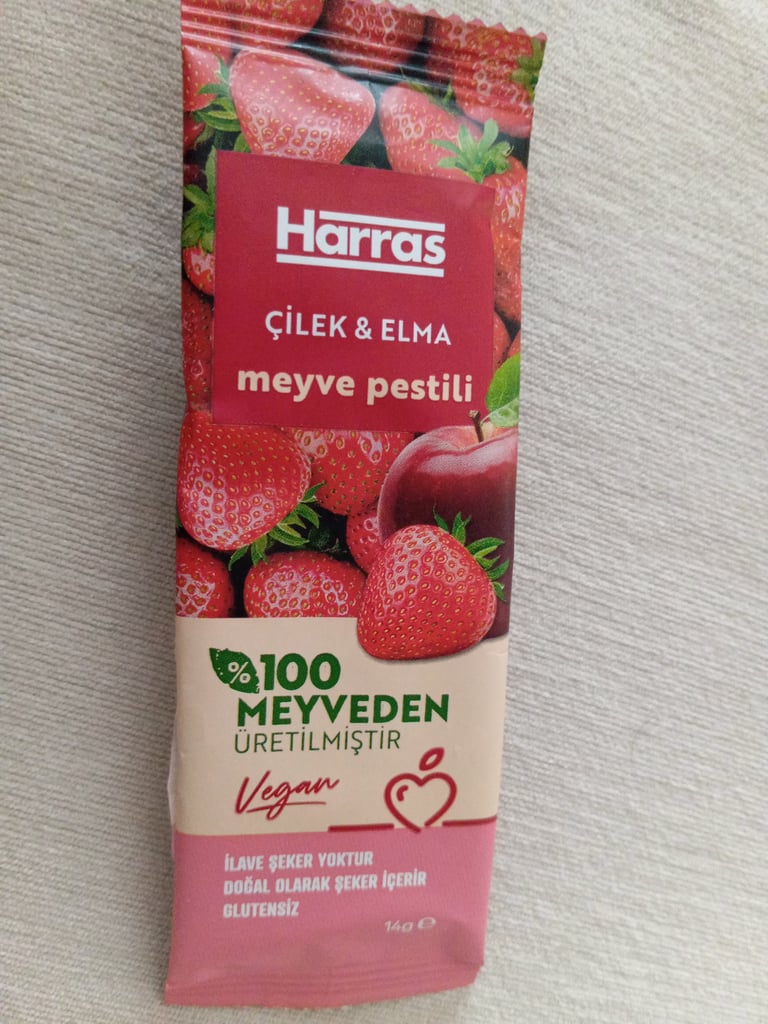 Harras
ÇİLEK & ELMA
meyve pestili
%100
MEYVEDEN
ÜRETİLMİŞTİR
Vegan
İLAVE ŞEKER YOKTUR
DOĞAL OLARAK ŞEKER İÇERİR
GLUTENSİZ
14g ℮